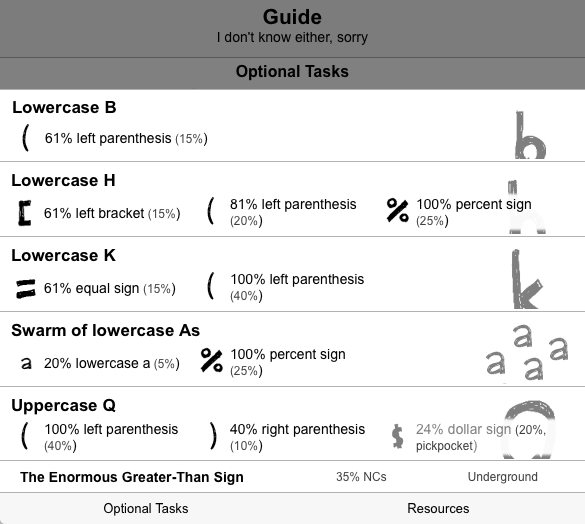 Guide
I don't know either, sorry
Optional Tasks
Lowercase B
( 61% left parenthesis (15%)
b
Lowercase H
[ 61% left bracket (15%) ( 81% left parenthesis (20%) % 100% percent sign (25%)
h
Lowercase K
= 61% equal sign (15%) ( 100% left parenthesis (40%)
k
Swarm of lowercase As
a 20% lowercase a (5%) % 100% percent sign (25%)
a a a a
Uppercase Q
( 100% left parenthesis (40%) ) 40% right parenthesis (10%) $ 24% dollar sign (20%, pickpocket)
Q
The Enormous Greater-Than Sign 35% NCs Underground
Optional Tasks Resources